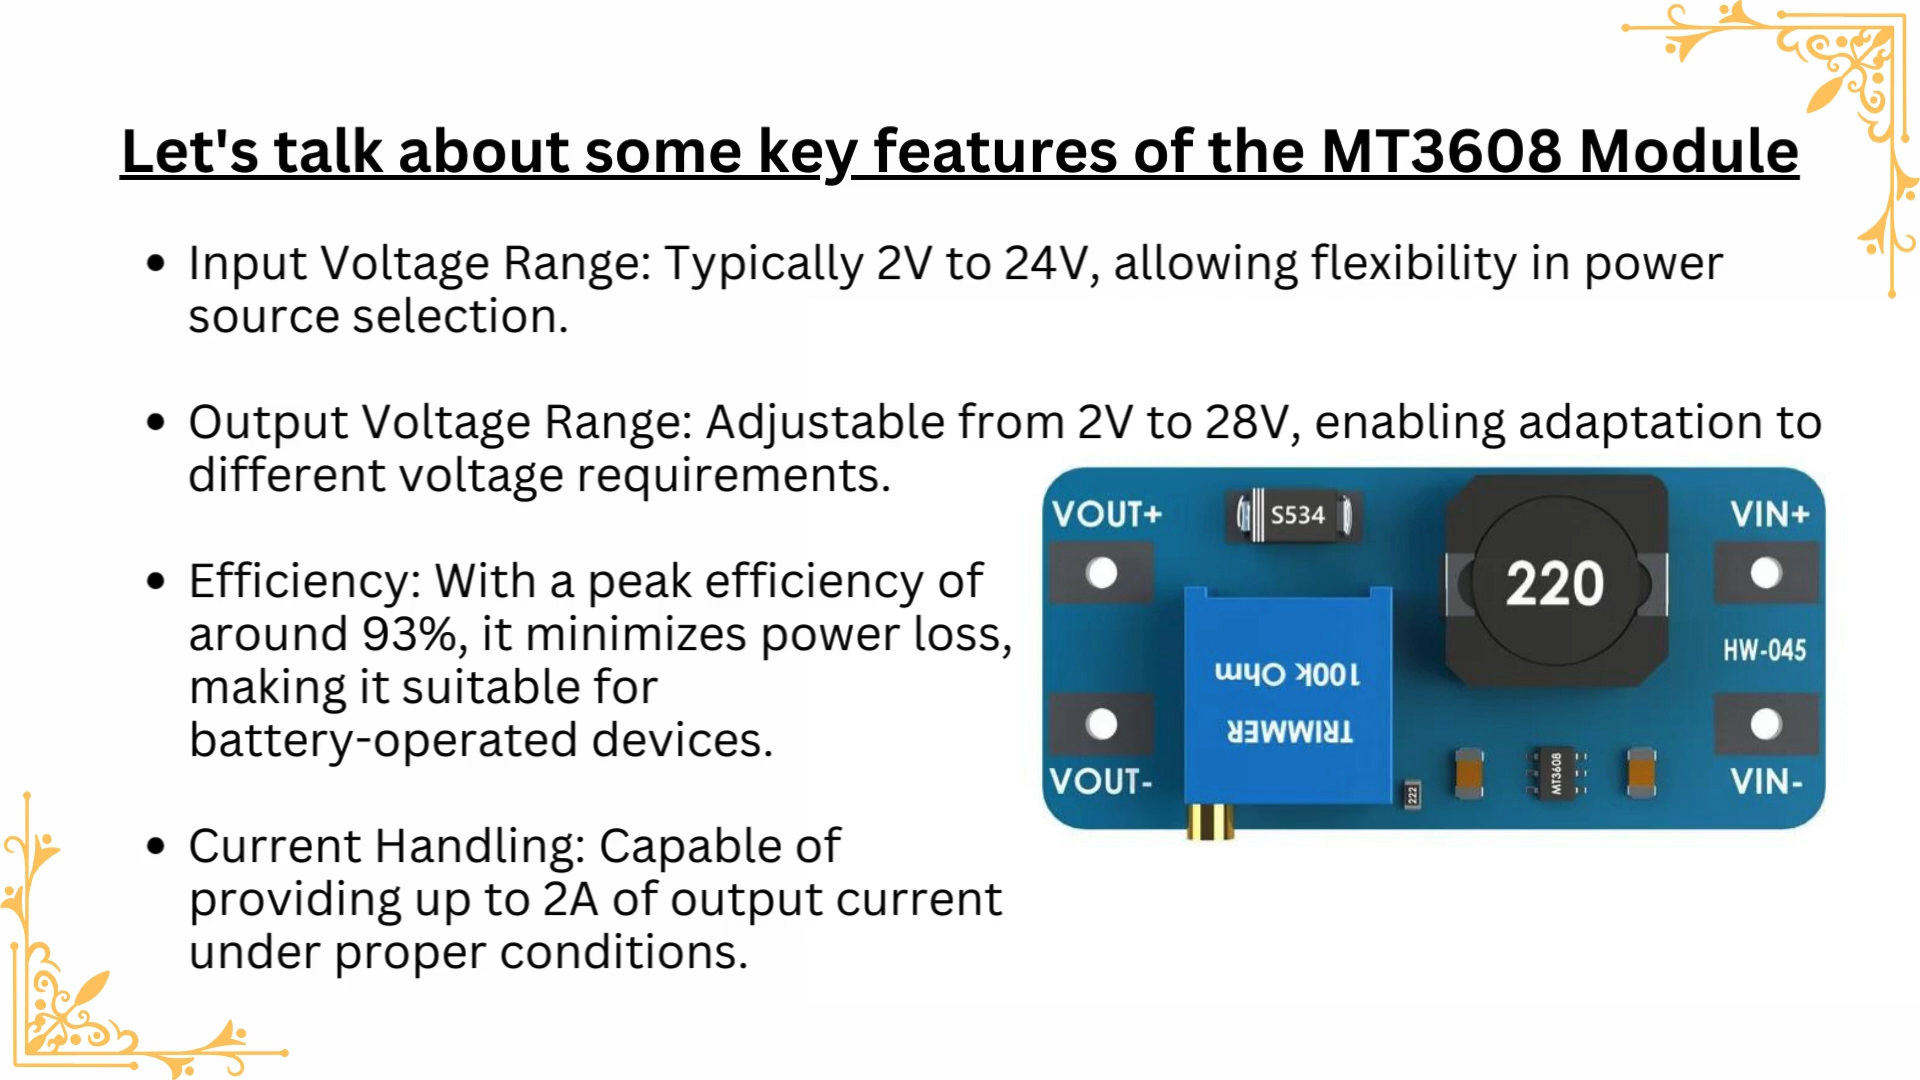 Let's talk about some key features of the MT3608 Module
• Input Voltage Range: Typically 2V to 24V, allowing flexibility in power
source selection.
• Output Voltage Range: Adjustable from 2V to 28V, enabling adaptation to
different voltage requirements.
• Efficiency: With a peak efficiency of
around 93%, it minimizes power loss,
making it suitable for
battery-operated devices.
• Current Handling: Capable of
providing up to 2A of output current
under proper conditions.
VOUT+
S534
220
VIN+
HW-045
100k Ohm
TRIMMER
VOUT-
222
MT3608
VIN-